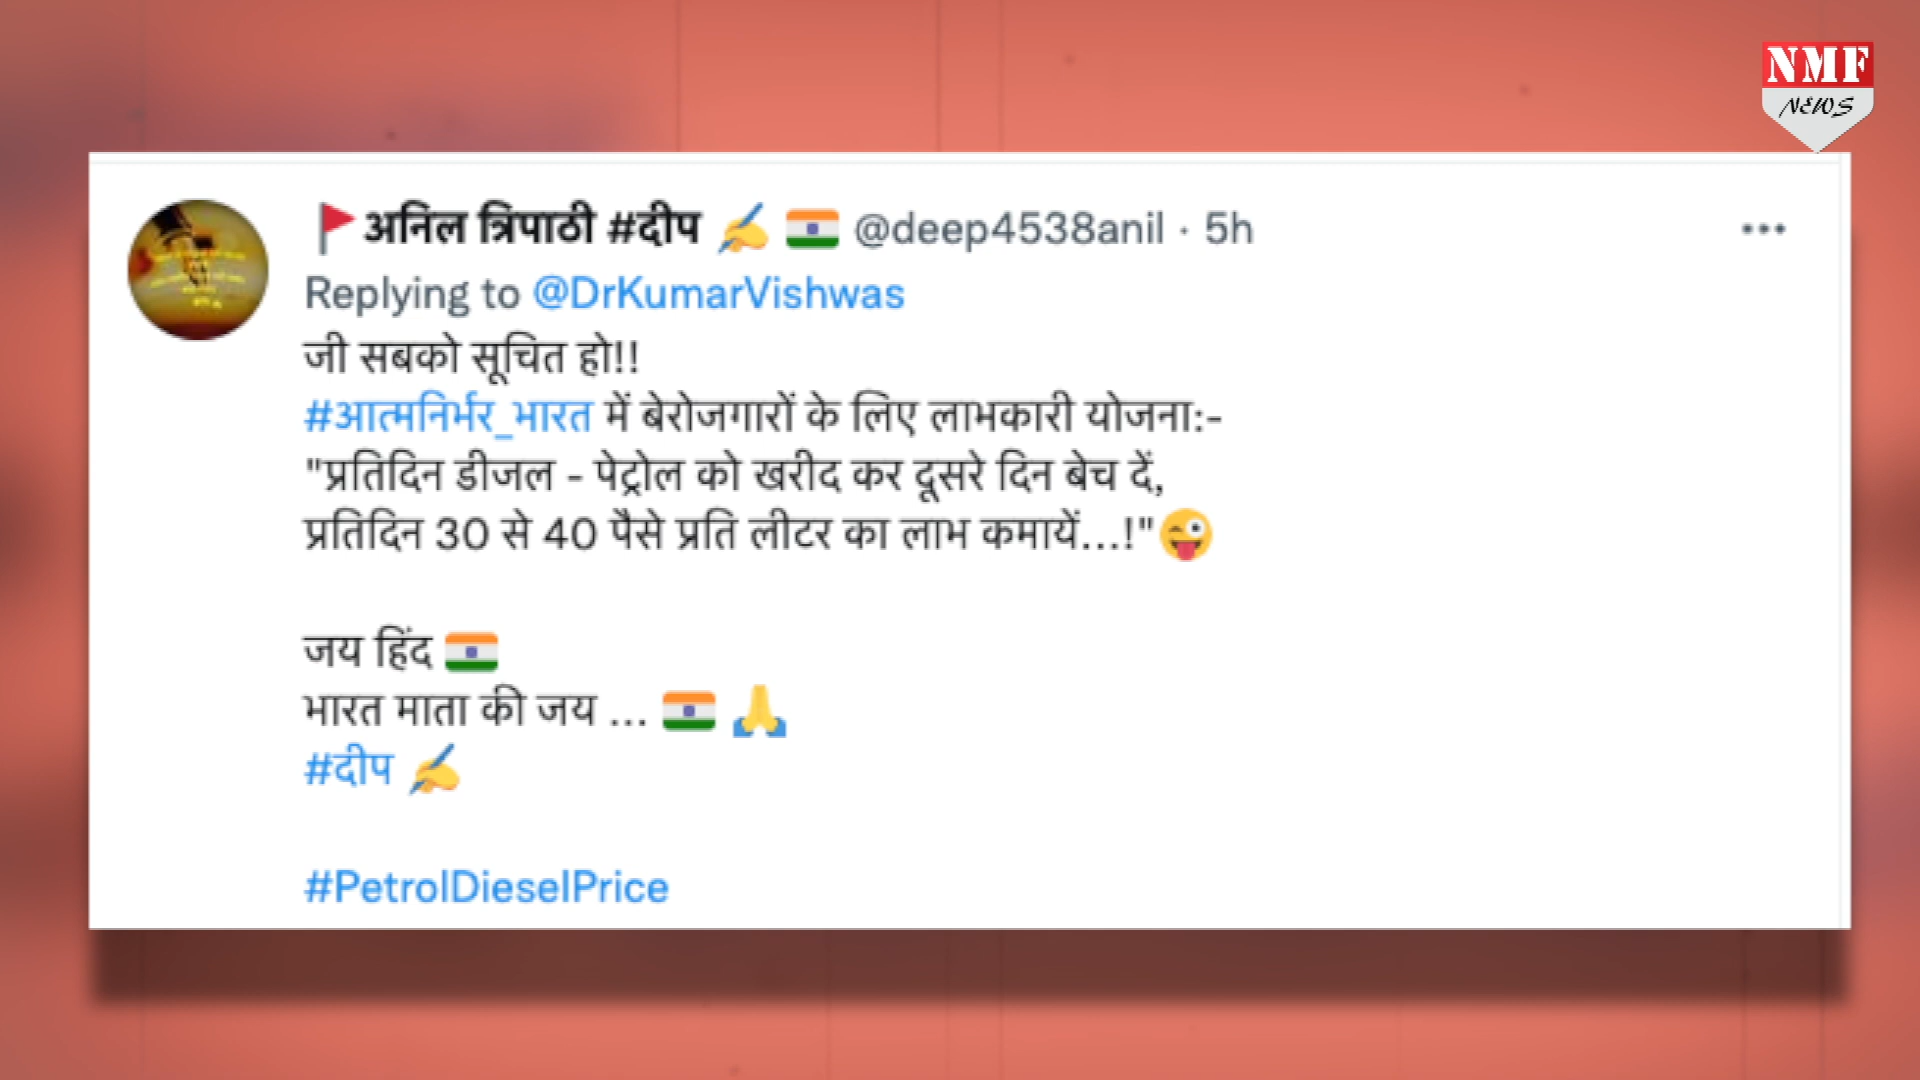 NMF
NEWS
🚩अनिल त्रिपाठी #दीप ✍️ 🇮🇳 @deep4538anil · 5h
Replying to @DrKumarVishwas
जी सबको सूचित हो!!
#आत्मनिर्भर_भारत में बेरोजगारों के लिए लाभकारी योजना:-
"प्रतिदिन डीजल - पेट्रोल को खरीद कर दूसरे दिन बेच दें,
प्रतिदिन 30 से 40 पैसे प्रति लीटर का लाभ कमायें...!"😜
जय हिंद 🇮🇳
भारत माता की जय ... 🇮🇳 🙏
#दीप ✍️
#PetrolDieselPrice